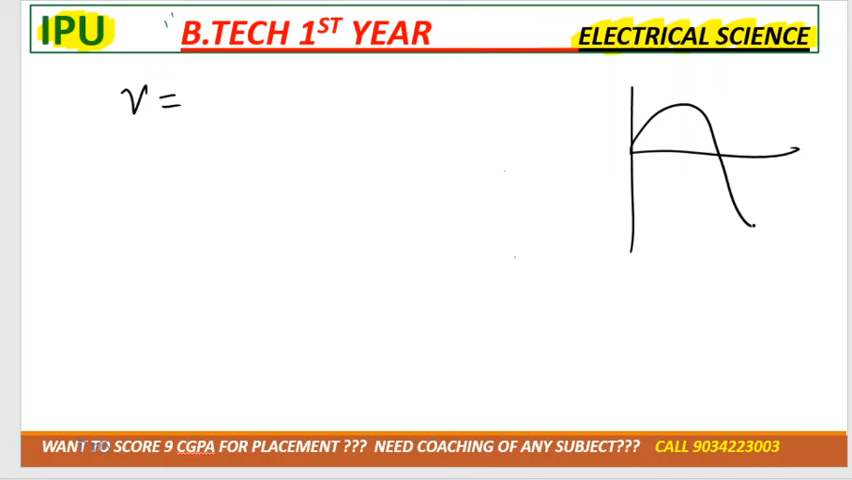 IPU
B.TECH 1ST YEAR
ELECTRICAL SCIENCE
v =
WANT TO SCORE 9 CGPA FOR PLACEMENT ??? NEED COACHING OF ANY SUBJECT??? CALL 9034223003